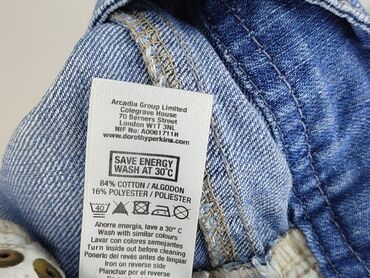 Arcadia Group Limited
Colegrave House
70 Berners Street
London W1T 3NL
NIF No: A0061711H
www.dorothyperkins.com
SAVE ENERGY
WASH AT 30°C
84% COTTON / ALGODON
16% POLYESTER / POLIESTER
40
Ahorre energia, lava a 30° C
Wash with similar colours
Lavar con colores semejantes
Turn inside out before cleaning
Ponerlo del revés antes de lavar
Iron on reverse side
Planchar por el